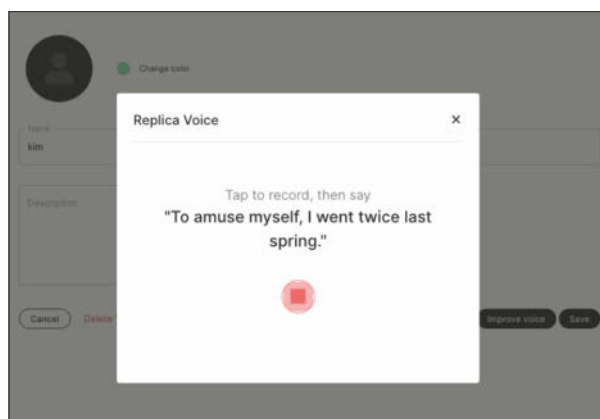 Change color
Replica Voice
×
Name
kim
Tap to record, then say
"To amuse myself, I went twice last
spring."
Description
Cancel
Delete
Improve voice
Save